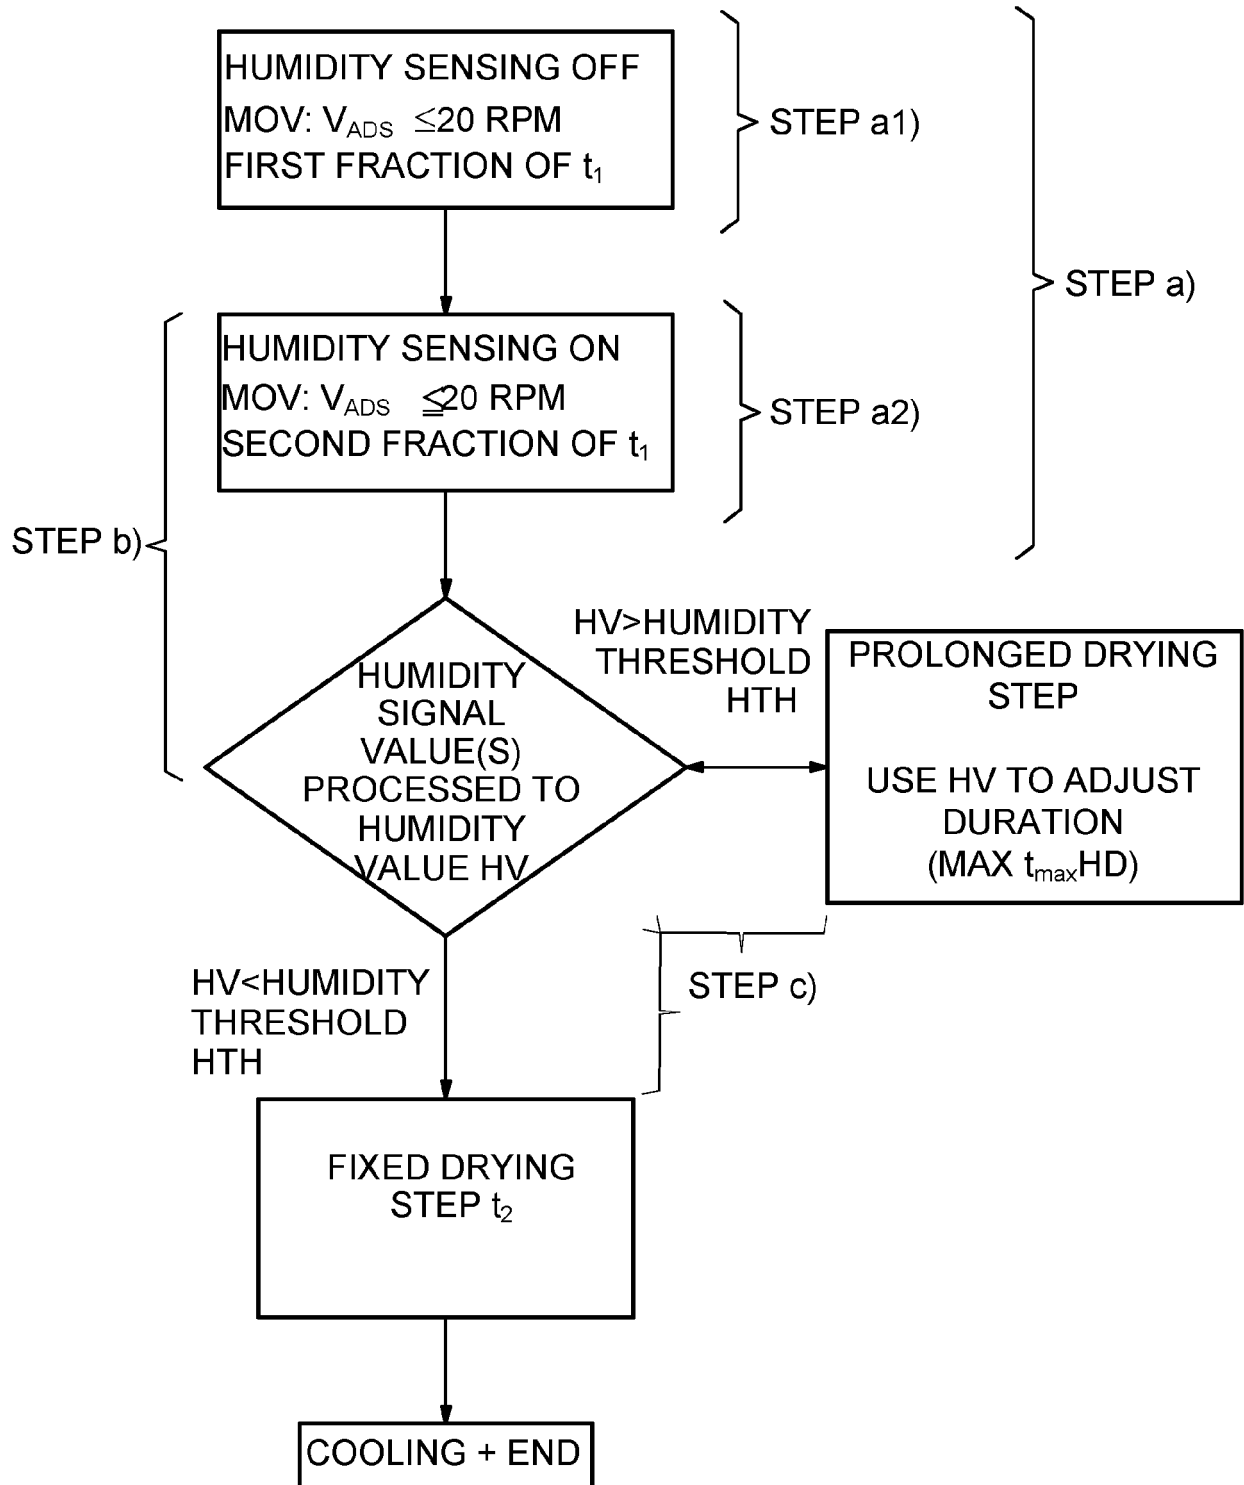 HUMIDITY SENSING OFF
MOV: V_ADS ≤20 RPM
FIRST FRACTION OF t₁
STEP a1)
STEP a)
HUMIDITY SENSING ON
MOV: V_ADS ≦20 RPM
SECOND FRACTION OF t₁
STEP a2)
STEP b)
HUMIDITY
SIGNAL
VALUE(S)
PROCESSED TO
HUMIDITY
VALUE HV
HV>HUMIDITY
THRESHOLD
HTH
PROLONGED DRYING
STEP
USE HV TO ADJUST
DURATION
(MAX t_maxHD)
STEP c)
HV<HUMIDITY
THRESHOLD
HTH
FIXED DRYING
STEP t₂
COOLING + END